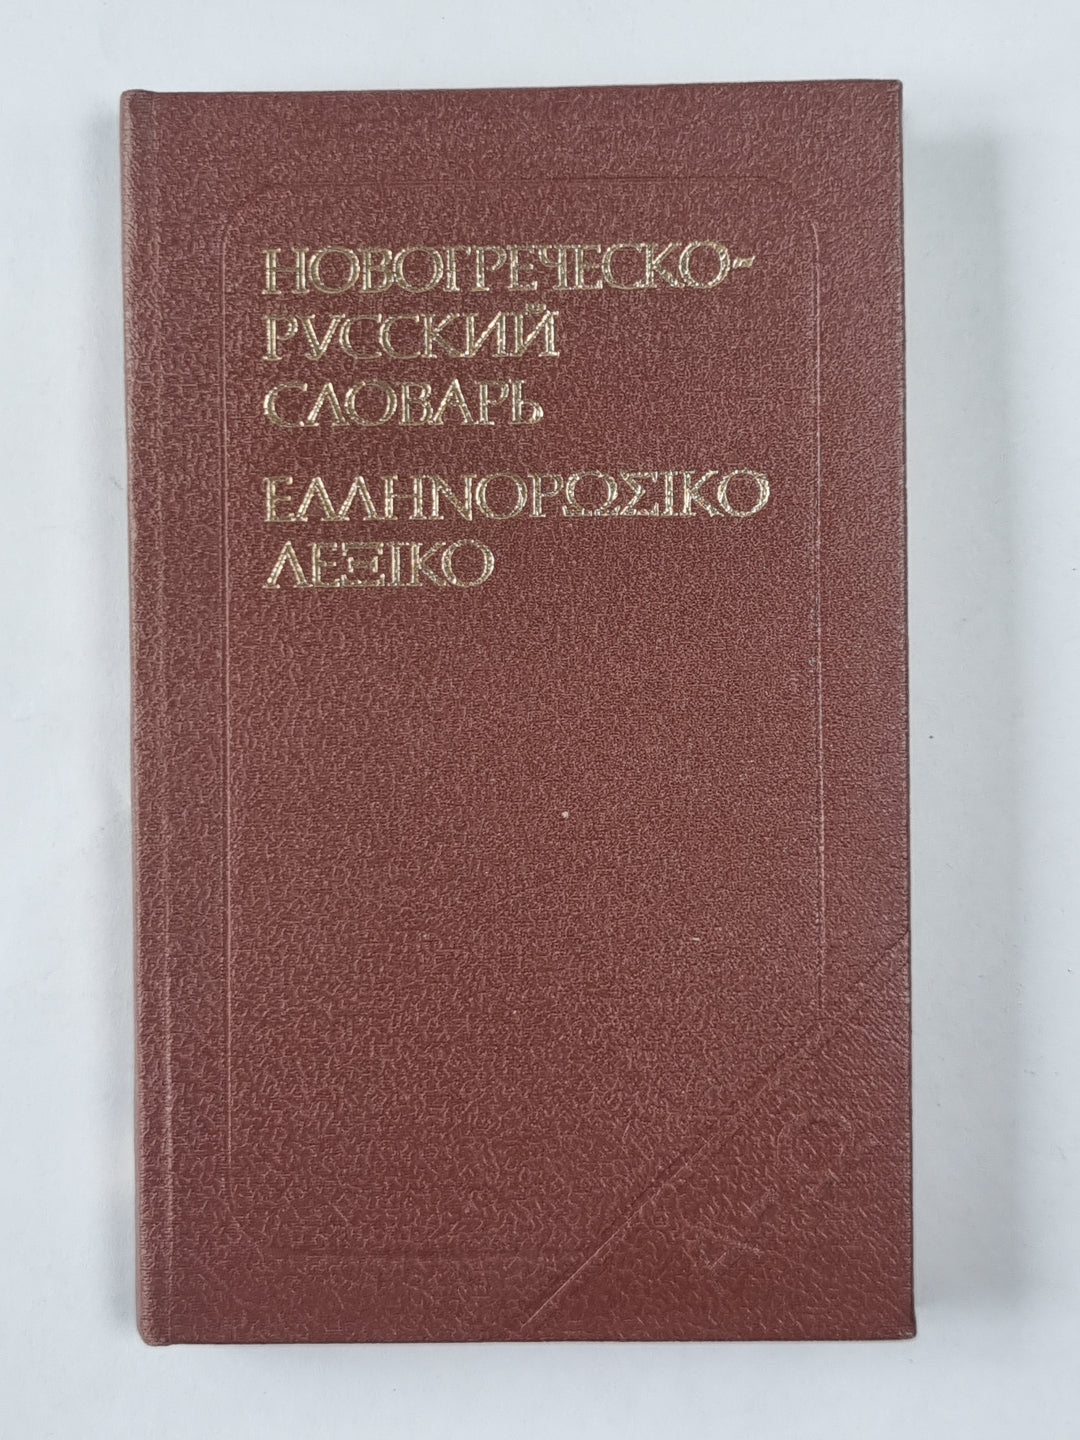 НОВОГРЕЧЕСКО-
РУССКИЙ
СЛОВАРЬ
ΕΛΛΗΝΟΡΩΣΙΚΟ
ΛΕΞΙΚΟ